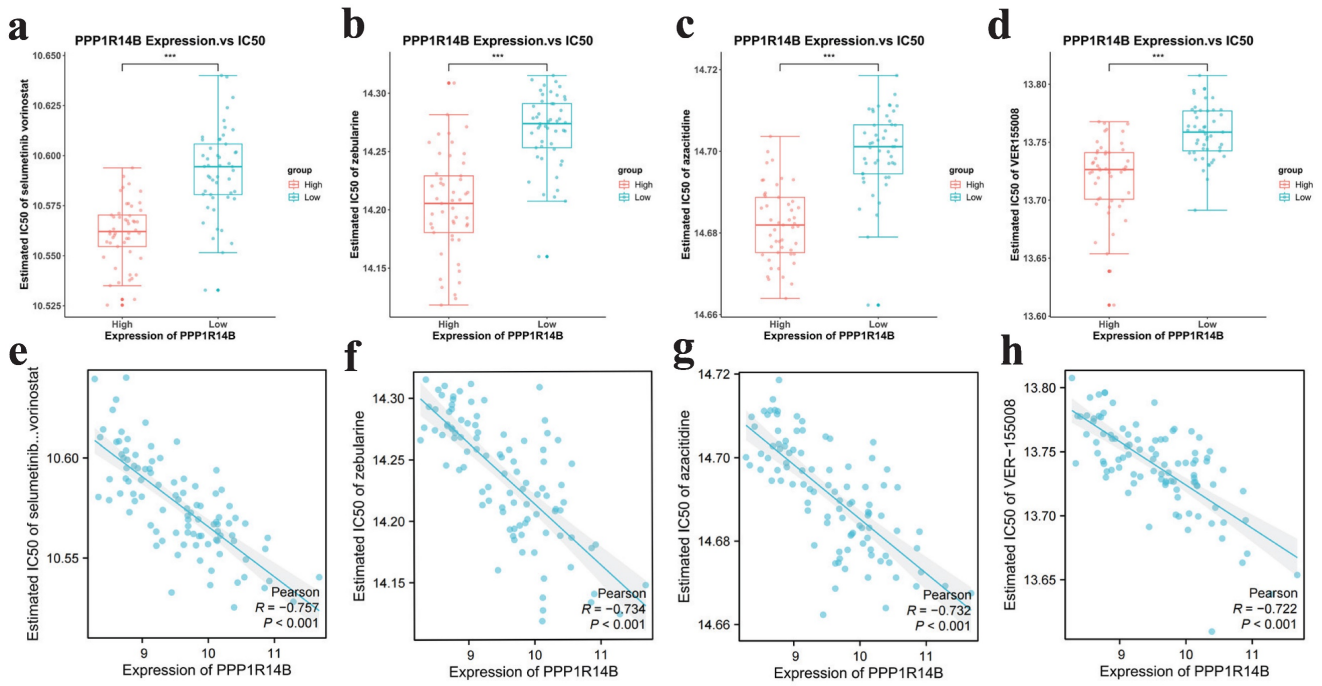 a
PPP1R14B Expression.vs IC50
***
Estimated IC50 of selumetinib vorinostat
10.650
10.625
10.600
10.575
10.550
10.525
High
Low
Expression of PPP1R14B
group
High
Low
b
PPP1R14B Expression.vs IC50
***
Estimated IC50 of zebularine
14.30
14.25
14.20
14.15
High
Low
Expression of PPP1R14B
group
High
Low
c
PPP1R14B Expression.vs IC50
***
Estimated IC50 of azacitidine
14.72
14.70
14.68
14.66
High
Low
Expression of PPP1R14B
group
High
Low
d
PPP1R14B Expression.vs IC50
***
Estimated IC50 of VER155008
13.80
13.75
13.70
13.65
13.60
High
Low
Expression of PPP1R14B
group
High
Low
e
Estimated IC50 of selumetinib...vorinostat
10.60
10.55
Pearson
R = −0.757
P < 0.001
9
10
11
Expression of PPP1R14B
f
Estimated IC50 of zebularine
14.30
14.25
14.20
14.15
Pearson
R = −0.734
P < 0.001
9
10
11
Expression of PPP1R14B
g
Estimated IC50 of azacitidine
14.72
14.70
14.68
14.66
Pearson
R = −0.732
P < 0.001
9
10
11
Expression of PPP1R14B
h
Estimated IC50 of VER−155008
13.80
13.75
13.70
13.65
Pearson
R = −0.722
P < 0.001
9
10
11
Expression of PPP1R14B